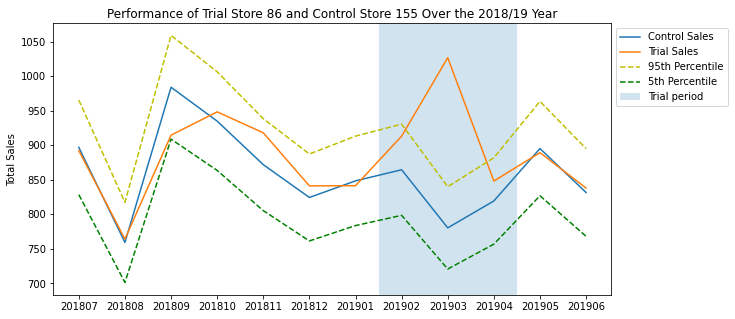 Performance of Trial Store 86 and Control Store 155 Over the 2018/19 Year
Control Sales
Trial Sales
95th Percentile
5th Percentile
Trial period
Total Sales
1050
1000
950
900
850
800
750
700
201807 201808 201809 201810 201811 201812 201901 201902 201903 201904 201905 201906